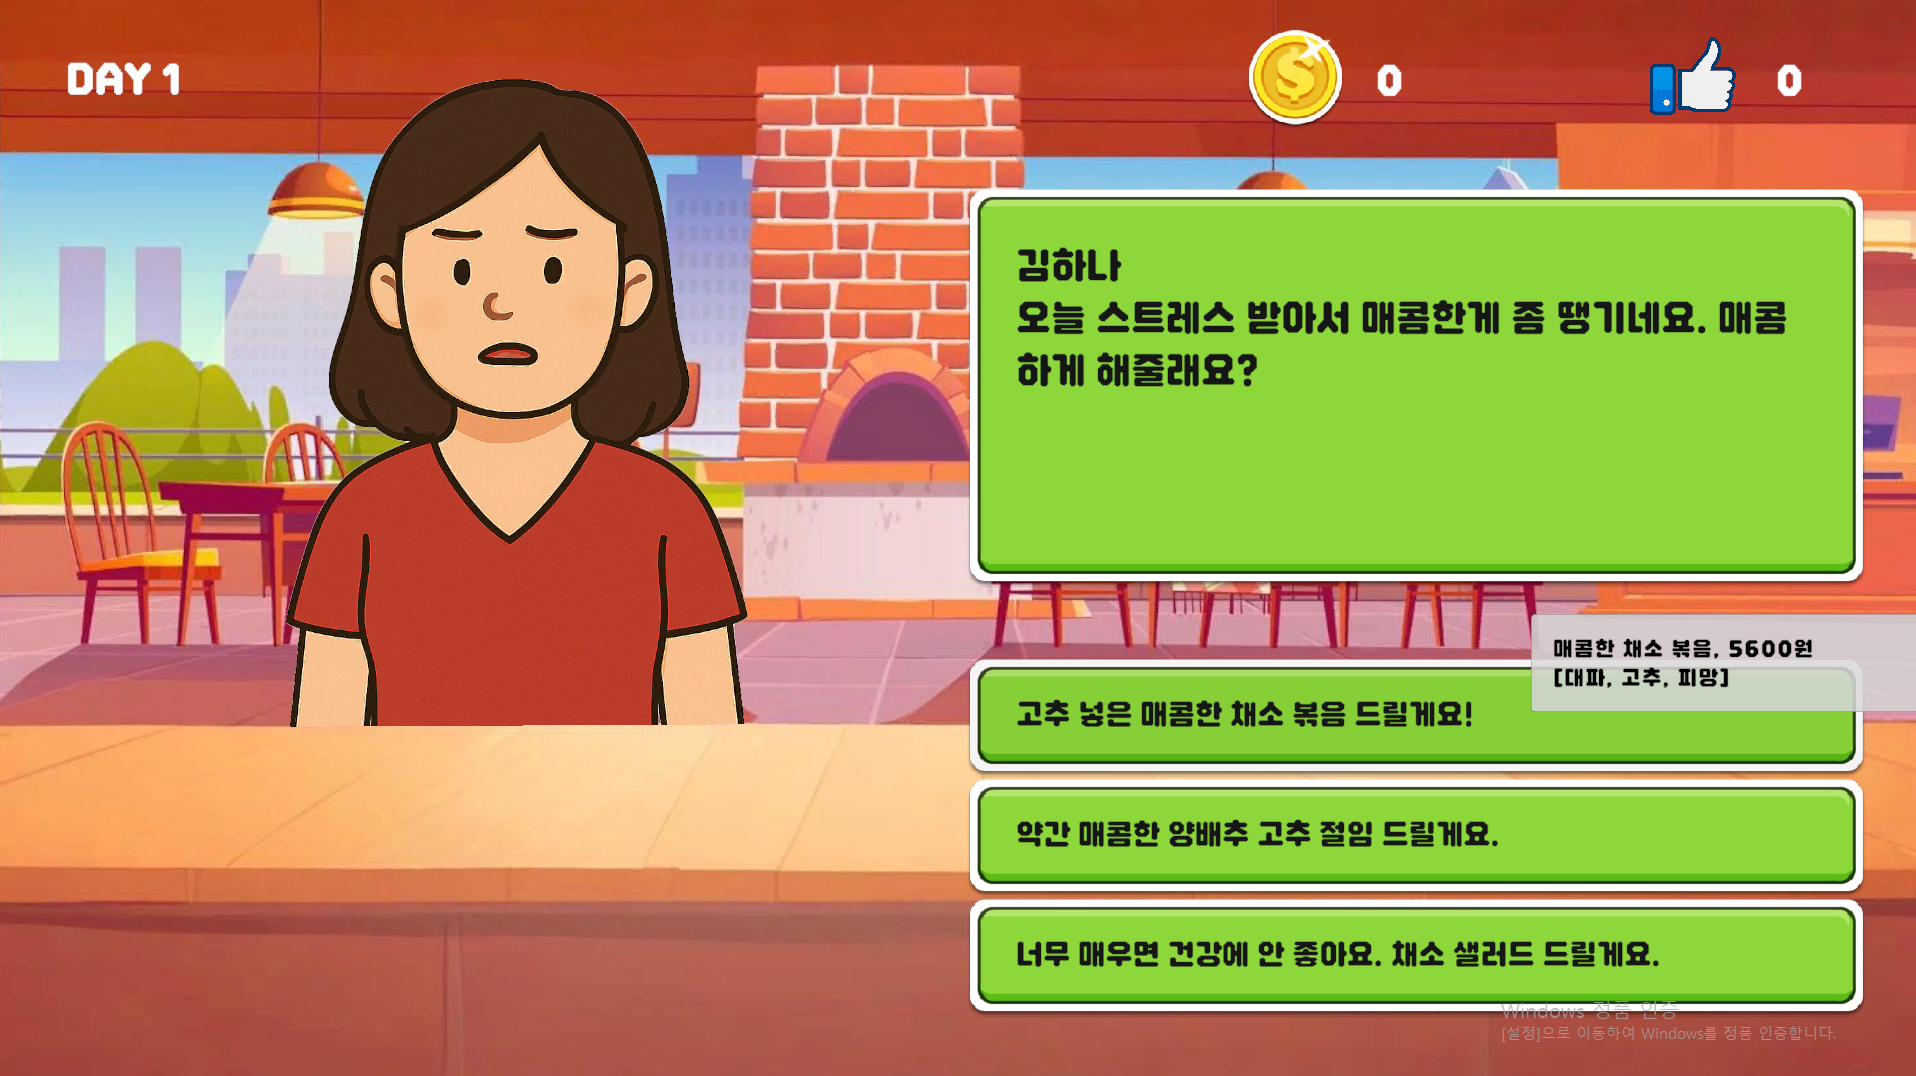 DAY 1
0
0
김하나
오늘 스트레스 받아서 매콤한게 좀 땡기네요. 매콤
하게 해줄래요?
매콤한 채소 볶음, 5600원
[대파, 고추, 피망]
고추 넣은 매콤한 채소 볶음 드릴게요!
약간 매콤한 양배추 고추 절임 드릴게요.
너무 매우면 건강에 안 좋아요. 채소 샐러드 드릴게요.
Windows 정품 인증
[설정]으로 이동하여 Windows를 정품 인증합니다.